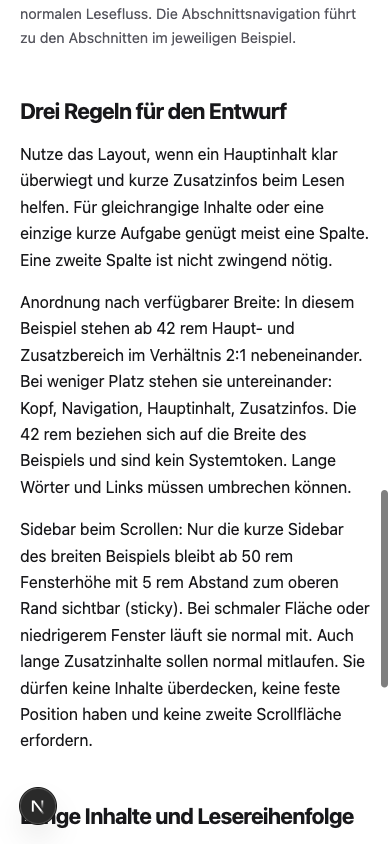 normalen Lesefluss. Die Abschnittsnavigation führt
zu den Abschnitten im jeweiligen Beispiel.
Drei Regeln für den Entwurf
Nutze das Layout, wenn ein Hauptinhalt klar
überwiegt und kurze Zusatzinfos beim Lesen
helfen. Für gleichrangige Inhalte oder eine
einzige kurze Aufgabe genügt meist eine Spalte.
Eine zweite Spalte ist nicht zwingend nötig.
Anordnung nach verfügbarer Breite: In diesem
Beispiel stehen ab 42 rem Haupt- und
Zusatzbereich im Verhältnis 2:1 nebeneinander.
Bei weniger Platz stehen sie untereinander:
Kopf, Navigation, Hauptinhalt, Zusatzinfos. Die
42 rem beziehen sich auf die Breite des
Beispiels und sind kein Systemtoken. Lange
Wörter und Links müssen umbrechen können.
Sidebar beim Scrollen: Nur die kurze Sidebar
des breiten Beispiels bleibt ab 50 rem
Fensterhöhe mit 5 rem Abstand zum oberen
Rand sichtbar (sticky). Bei schmaler Fläche oder
niedrigerem Fenster läuft sie normal mit. Auch
lange Zusatzinhalte sollen normal mitlaufen. Sie
dürfen keine Inhalte überdecken, keine feste
Position haben und keine zweite Scrollfläche
erfordern.
N
Lange Inhalte und Lesereihenfolge